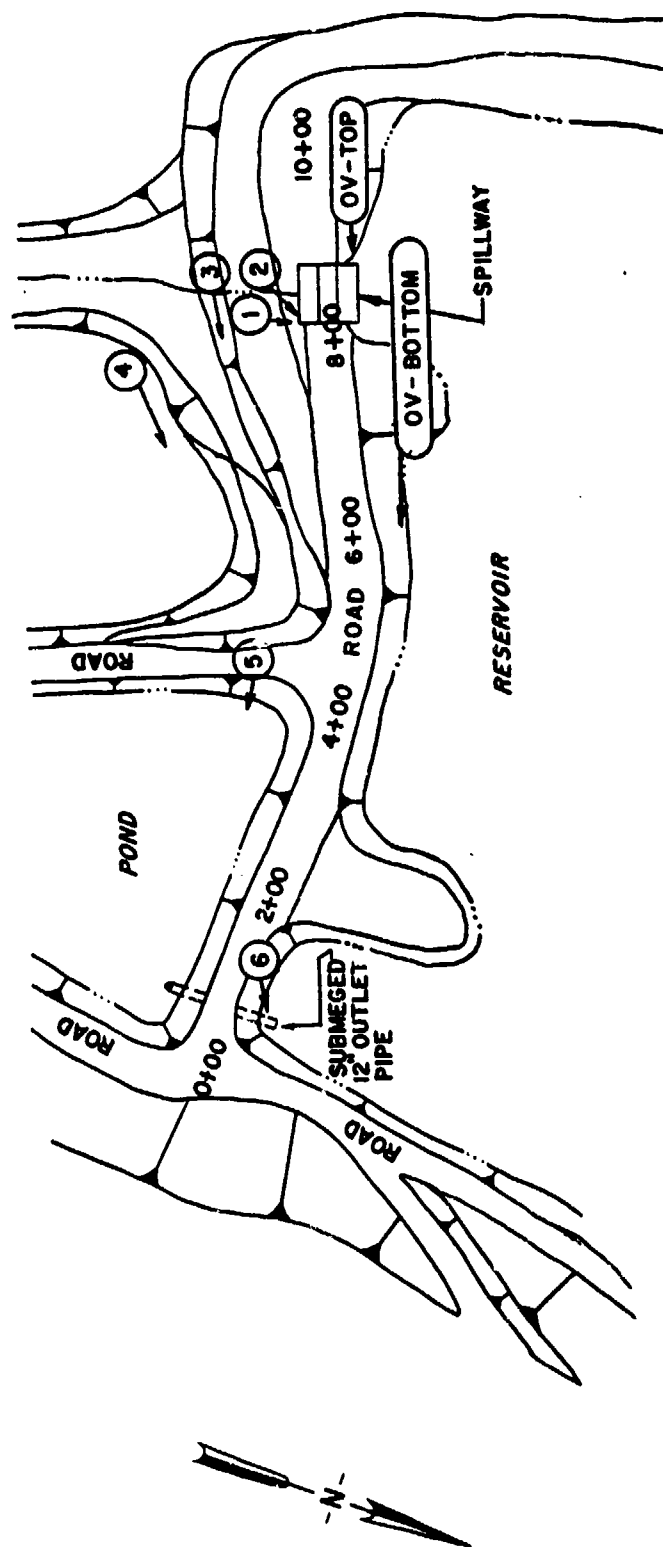 POND
RESERVOIR
ROAD
ROAD
ROAD
ROAD
0+00
2+00
4+00
6+00
8+00
10+00
1
2
3
4
5
6
OV-TOP
OV-BOTTOM
SPILLWAY
SUBMEGED
12" OUTLET
PIPE
-N-